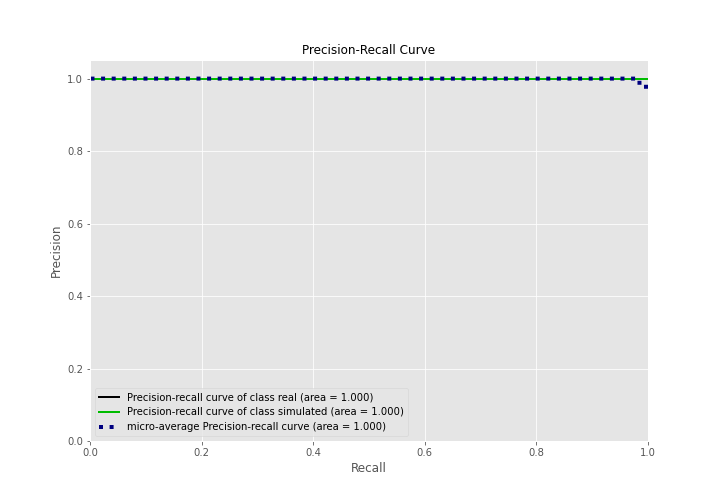 Precision-Recall Curve
1.0
0.8
0.6
0.4
0.2
0.0
Precision
Precision-recall curve of class real (area = 1.000)
Precision-recall curve of class simulated (area = 1.000)
micro-average Precision-recall curve (area = 1.000)
0.0 0.2 0.4 0.6 0.8 1.0
Recall